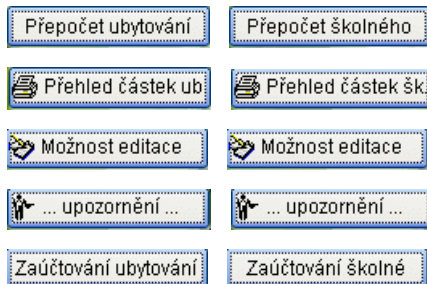 Přepočet ubytování Přepočet školného
Přehled částek ub Přehled částek šk.
Možnost editace Možnost editace
... upozornění ... ... upozornění ...
Zaúčtování ubytování Zaúčtování školné